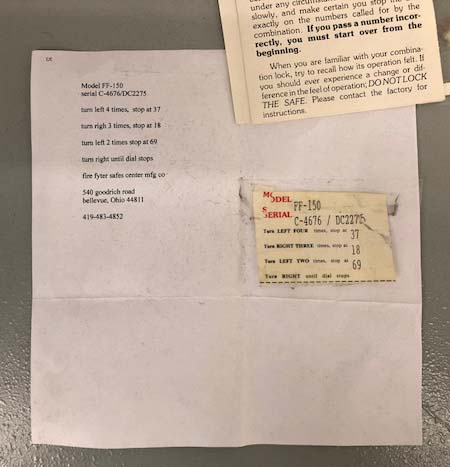 under any circumstan
slowly, and make certain you stop the
exactly on the numbers called for by the
combination. If you pass a number incor-
rectly, you must start over from the
beginning.
When you are familiar with your combina-
tion lock, try to recall how its operation felt. If
you should ever experience a change or dif-
ference in the feel of operation; DO NOT LOCK
THE SAFE. Please contact the factory for
instructions.
Model FF-150
serial C-4676/DC2275
turn left 4 times, stop at 37
turn righ 3 times, stop at 18
turn left 2 times stop at 69
turn right until dial stops
fire fyter safes center mfg co
540 goodrich road
bellevue, Ohio 44811
419-483-4852
MODEL FF-150
SERIAL C-4676 / DC2275
Turn LEFT FOUR times, stop at 37
Turn RIGHT THREE times, stop at 18
Turn LEFT TWO times, stop at 69
Turn RIGHT until dial stops